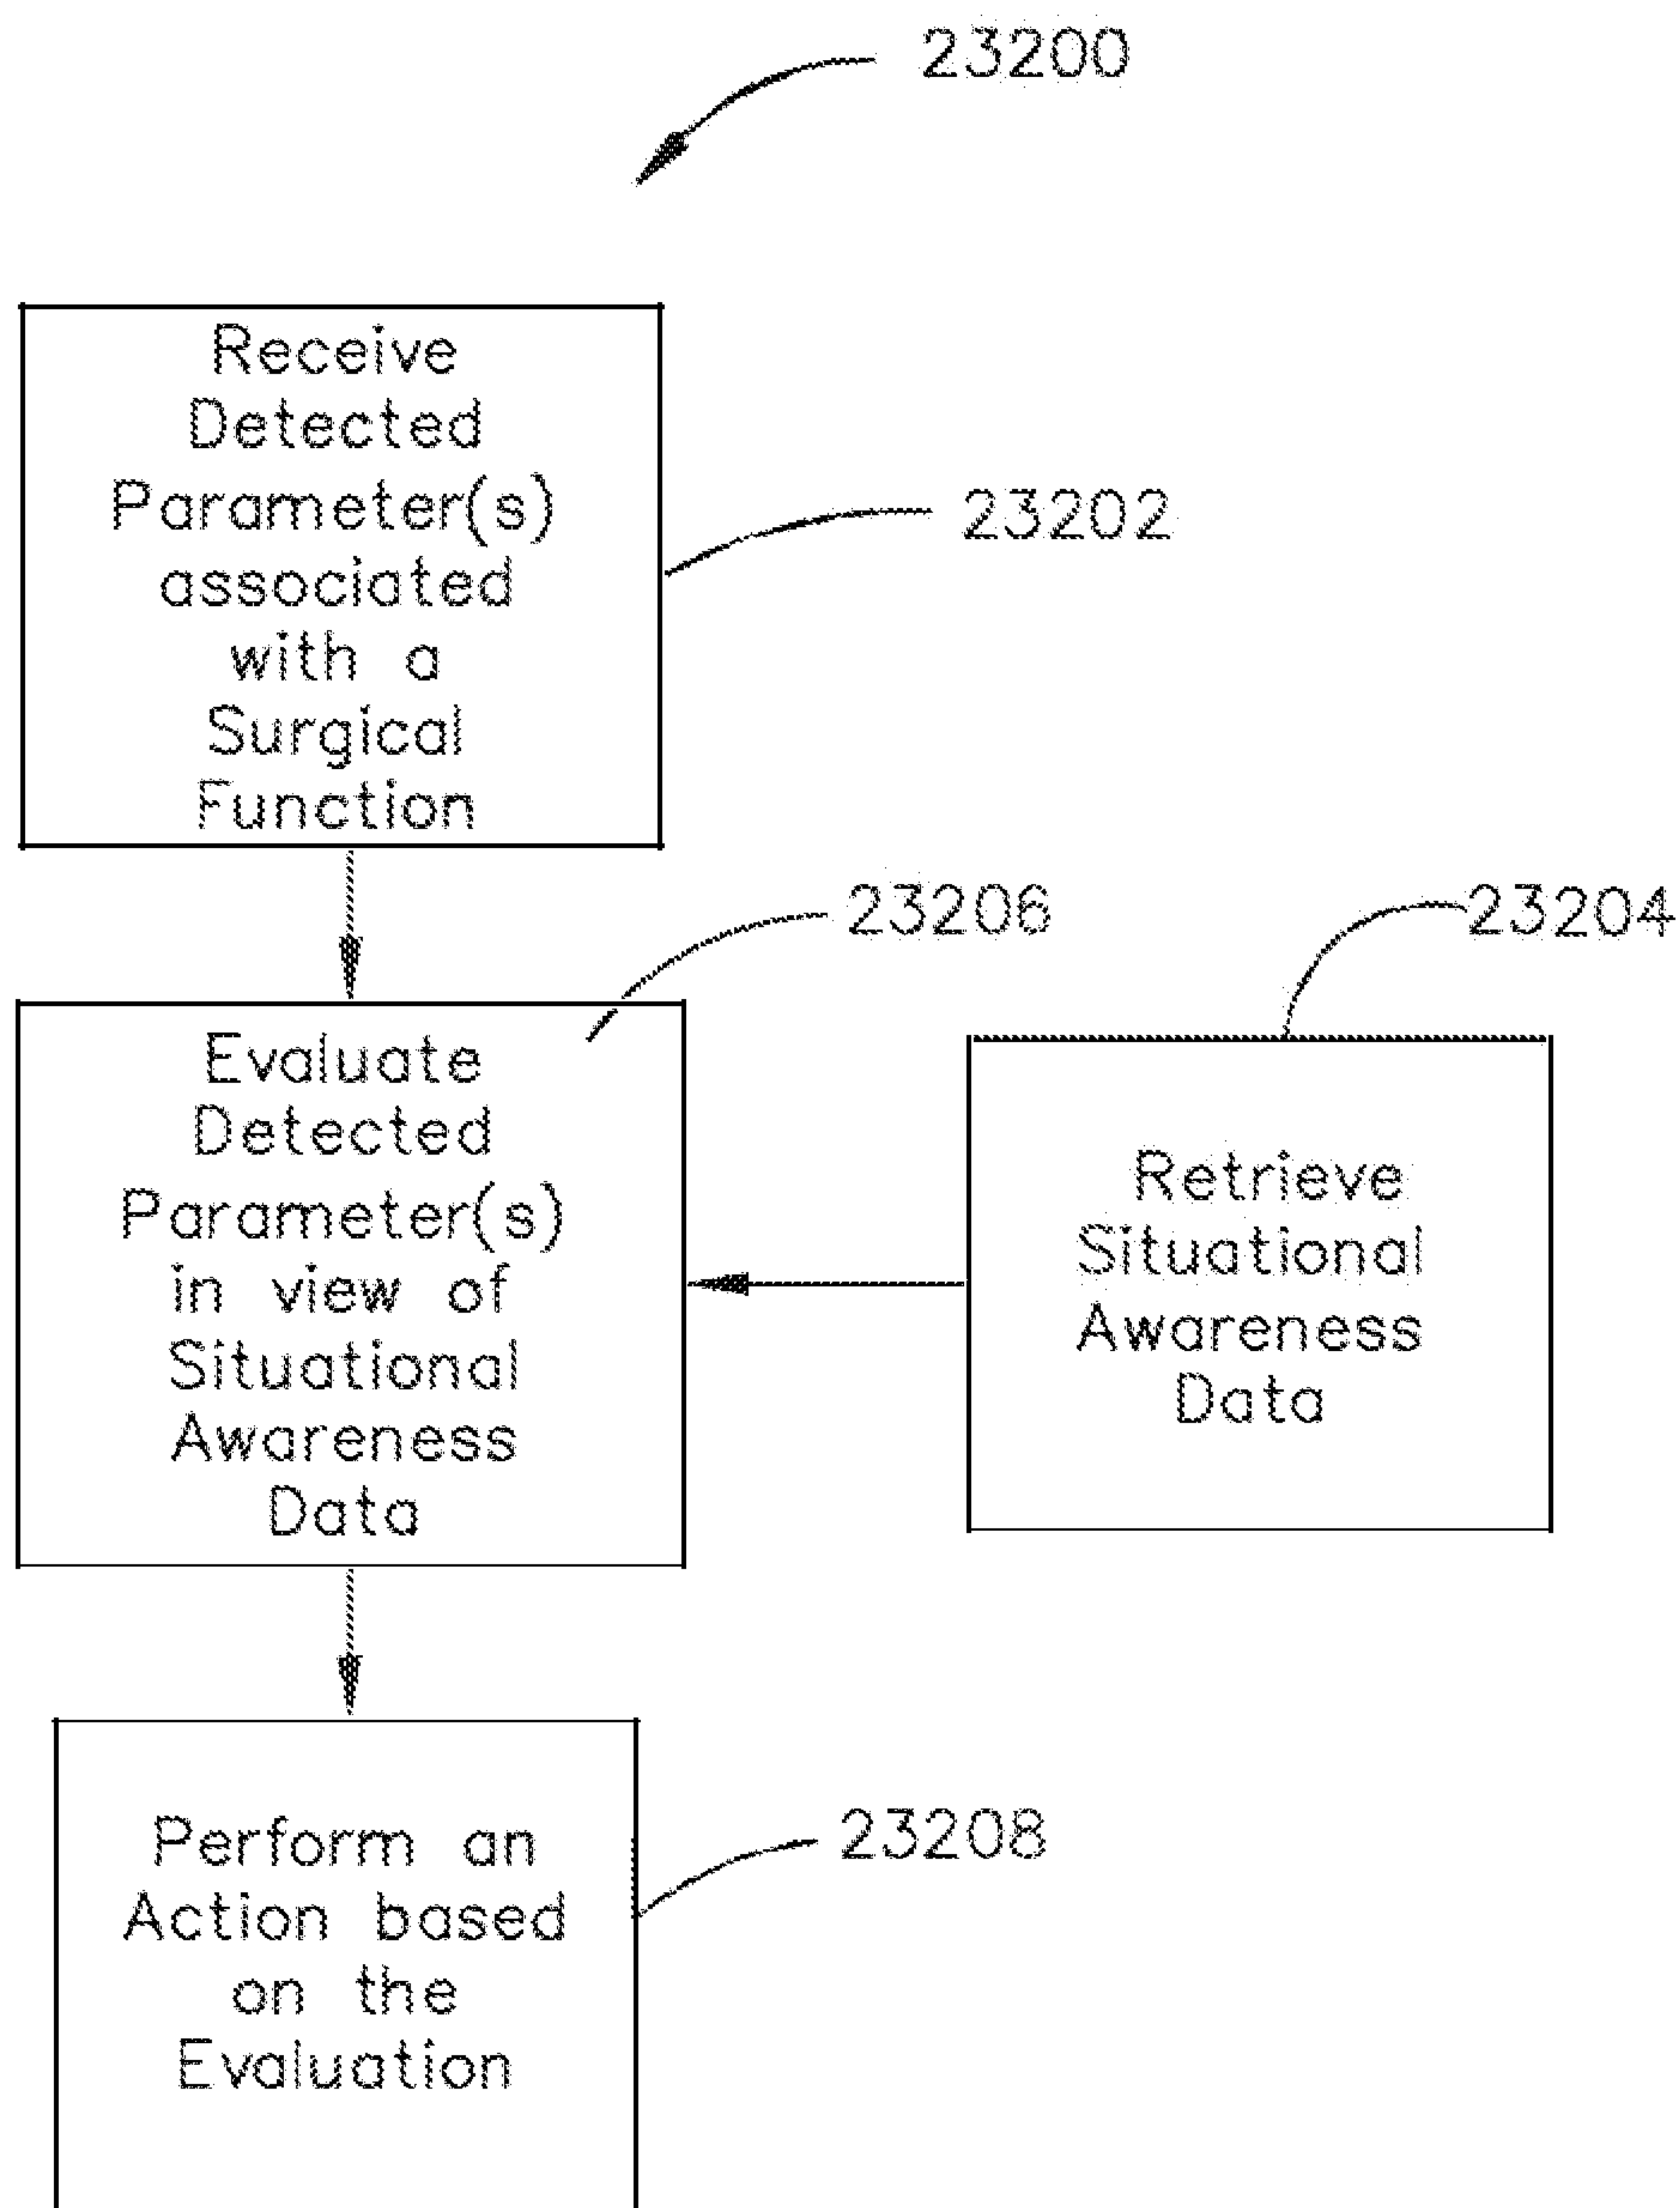 23200
Receive
Detected
Parameter(s)
associated
with a
Surgical
Function
23202
23206
23204
Evaluate
Detected
Parameter(s)
in view of
Situational
Awareness
Data
Retrieve
Situational
Awareness
Data
Perform an
Action based
on the
Evaluation
23208